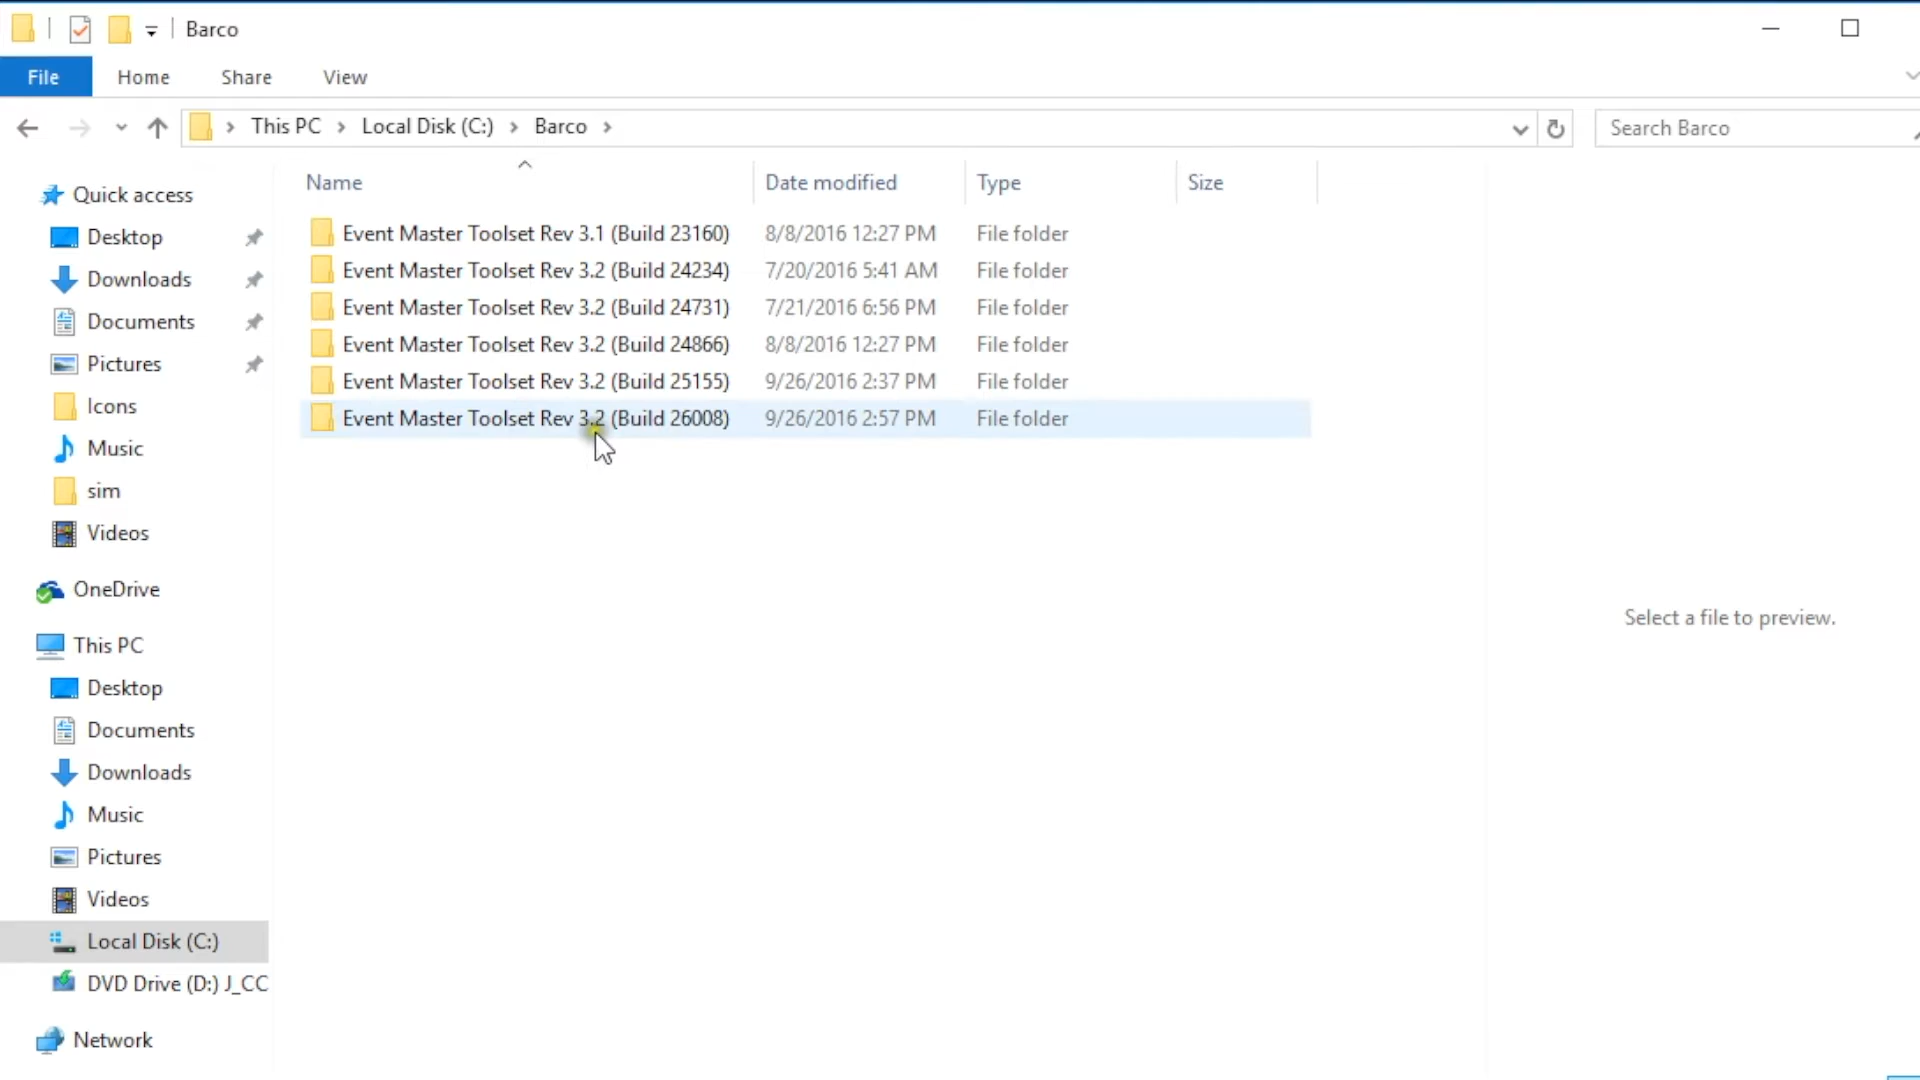 Barco
File Home Share View
This PC Local Disk (C:) Barco Search Barco
Name Date modified Type Size
Quick access
Desktop
Downloads
Documents
Pictures
Icons
Music
sim
Videos
OneDrive
This PC
Desktop
Documents
Downloads
Music
Pictures
Videos
Local Disk (C:)
DVD Drive (D:) J_CC
Network
Event Master Toolset Rev 3.1 (Build 23160) 8/8/2016 12:27 PM File folder
Event Master Toolset Rev 3.2 (Build 24234) 7/20/2016 5:41 AM File folder
Event Master Toolset Rev 3.2 (Build 24731) 7/21/2016 6:56 PM File folder
Event Master Toolset Rev 3.2 (Build 24866) 8/8/2016 12:27 PM File folder
Event Master Toolset Rev 3.2 (Build 25155) 9/26/2016 2:37 PM File folder
Event Master Toolset Rev 3.2 (Build 26008) 9/26/2016 2:57 PM File folder
Select a file to preview.